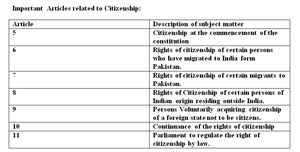 Important Articles related to Citizenship:
Article Description of subject matter
5 Citizenship at the commencement of the
constitution
6 Rights of citizenship of certain persons
who have migrated to India form
Pakistan.
7 Rights of citizenship of certain migrants to
Pakistan.
8 Rights of Citizenship of certain persons of
Indian origin residing outside India.
9 Persons Voluntarily acquiring citizenship
of a foreign state not to be citizens.
10 Continuance of the rights of citizenship
11 Parliament to regulate the right of
citizenship by law.